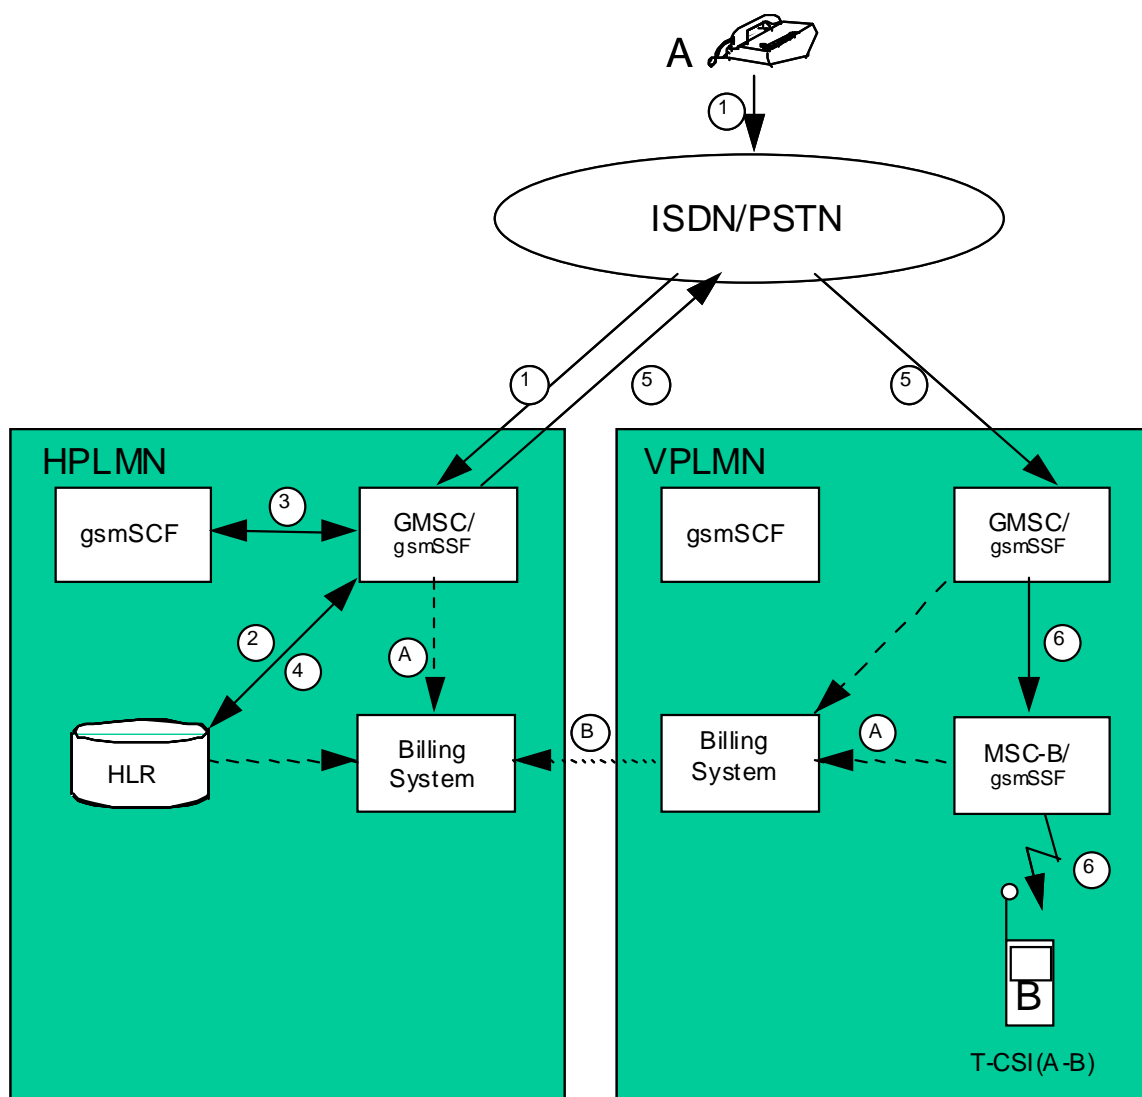 A
1
ISDN/PSTN
1
5
5
HPLMN
VPLMN
gsmSCF
3
GMSC/
gsmSSF
gsmSCF
GMSC/
gsmSSF
2
4
A
6
HLR
Billing
System
B
Billing
System
A
MSC-B/
gsmSSF
6
B
T-CSI(A-B)